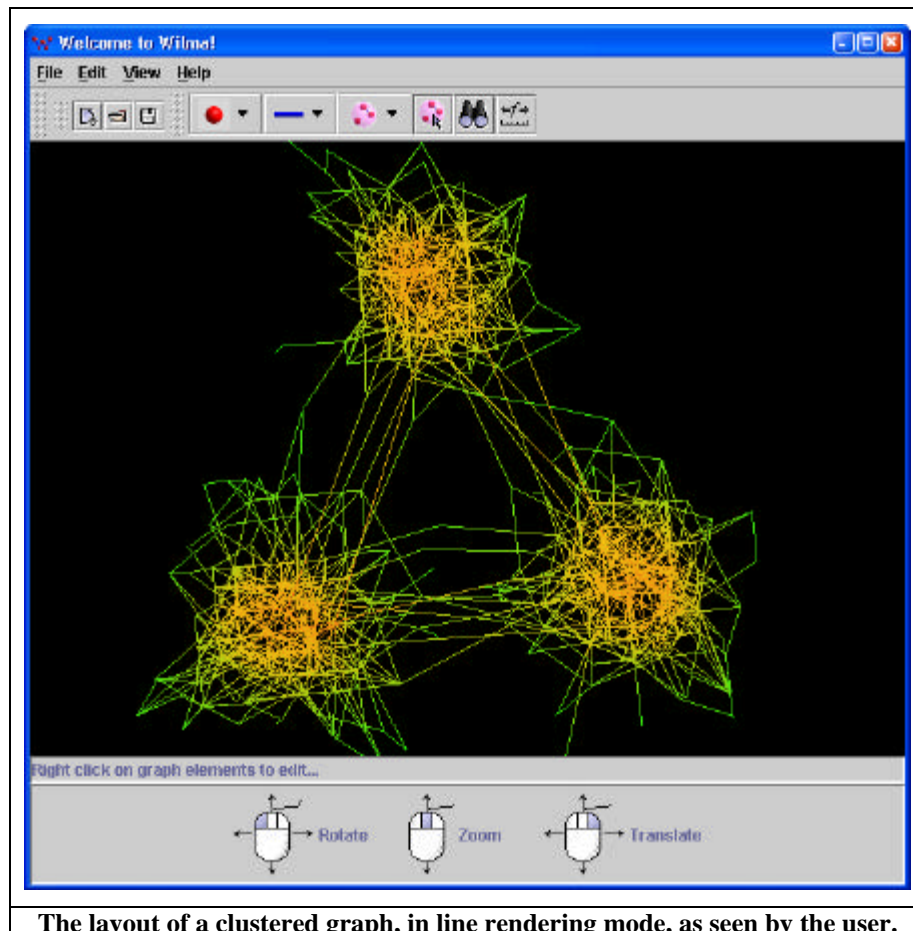 Welcome to Wilma!
File Edit View Help
Right click on graph elements to edit...
Rotate Zoom Translate
The layout of a clustered graph, in line rendering mode, as seen by the user.